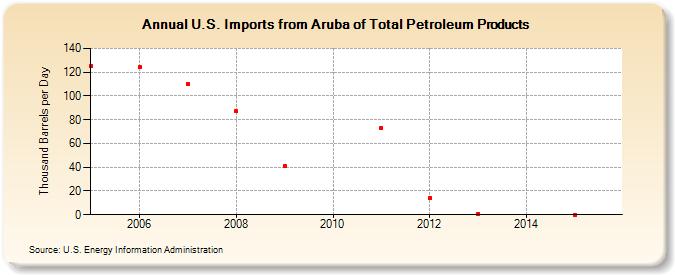 Annual U.S. Imports from Aruba of Total Petroleum Products
Thousand Barrels per Day
140
120
100
80
60
40
20
0
2006 2008 2010 2012 2014
Source: U.S. Energy Information Administration